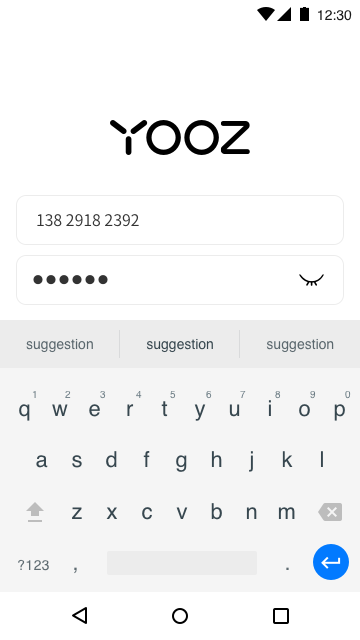 12:30
YOOZ
138 2918 2392
●●●●●●
suggestion suggestion suggestion
1 2 3 4 5 6 7 8 9 0
q w e r t y u i o p
a s d f g h j k l
z x c v b n m
?123 , .